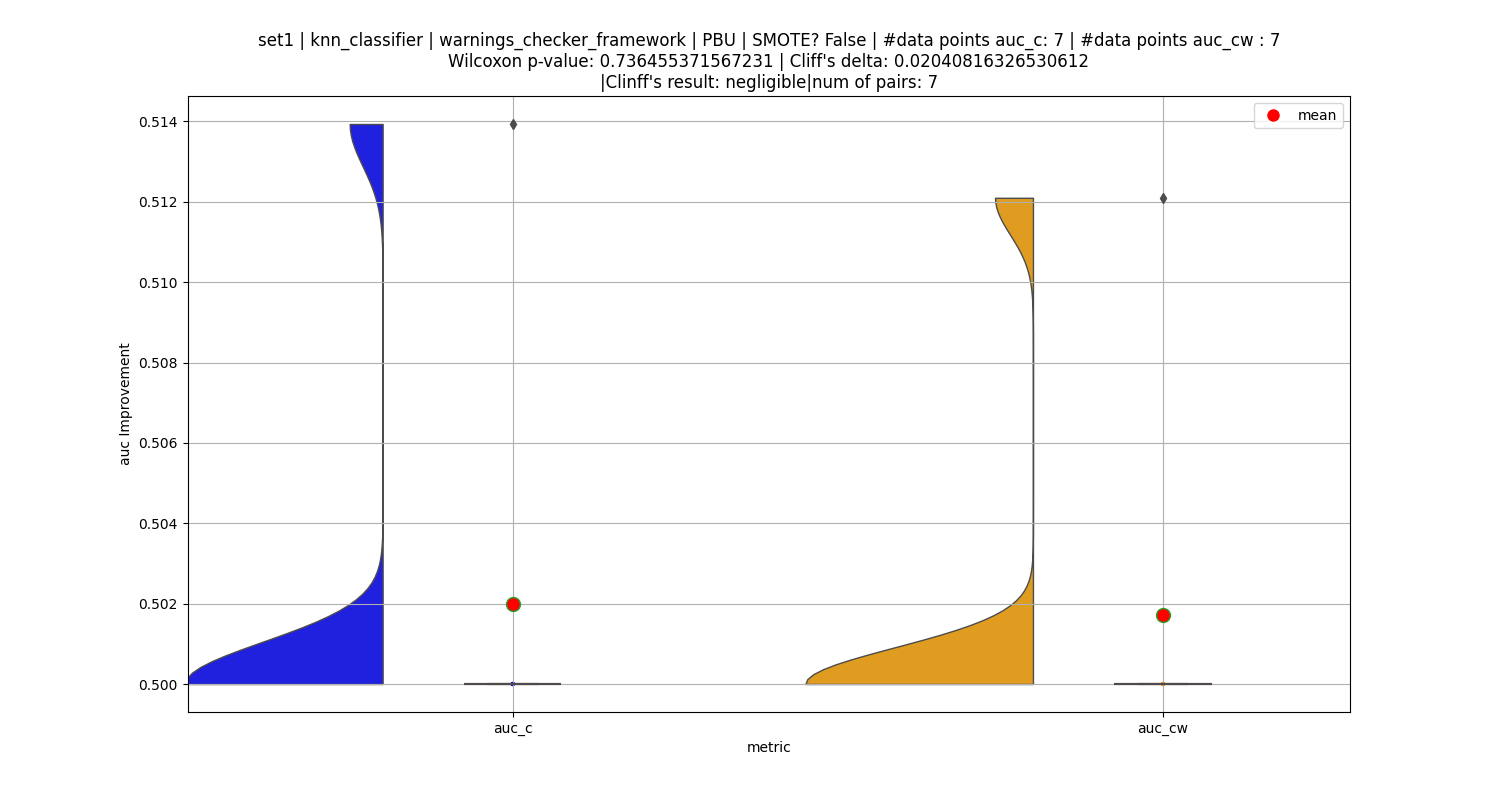 set1 | knn_classifier | warnings_checker_framework | PBU | SMOTE? False | #data points auc_c: 7 | #data points auc_cw : 7
Wilcoxon p-value: 0.736455371567231 | Cliff's delta: 0.02040816326530612
|Clinff's result: negligible|num of pairs: 7
mean
0.514
0.512
0.510
0.508
0.506
0.504
0.502
0.500
auc Improvement
auc_c
auc_cw
metric